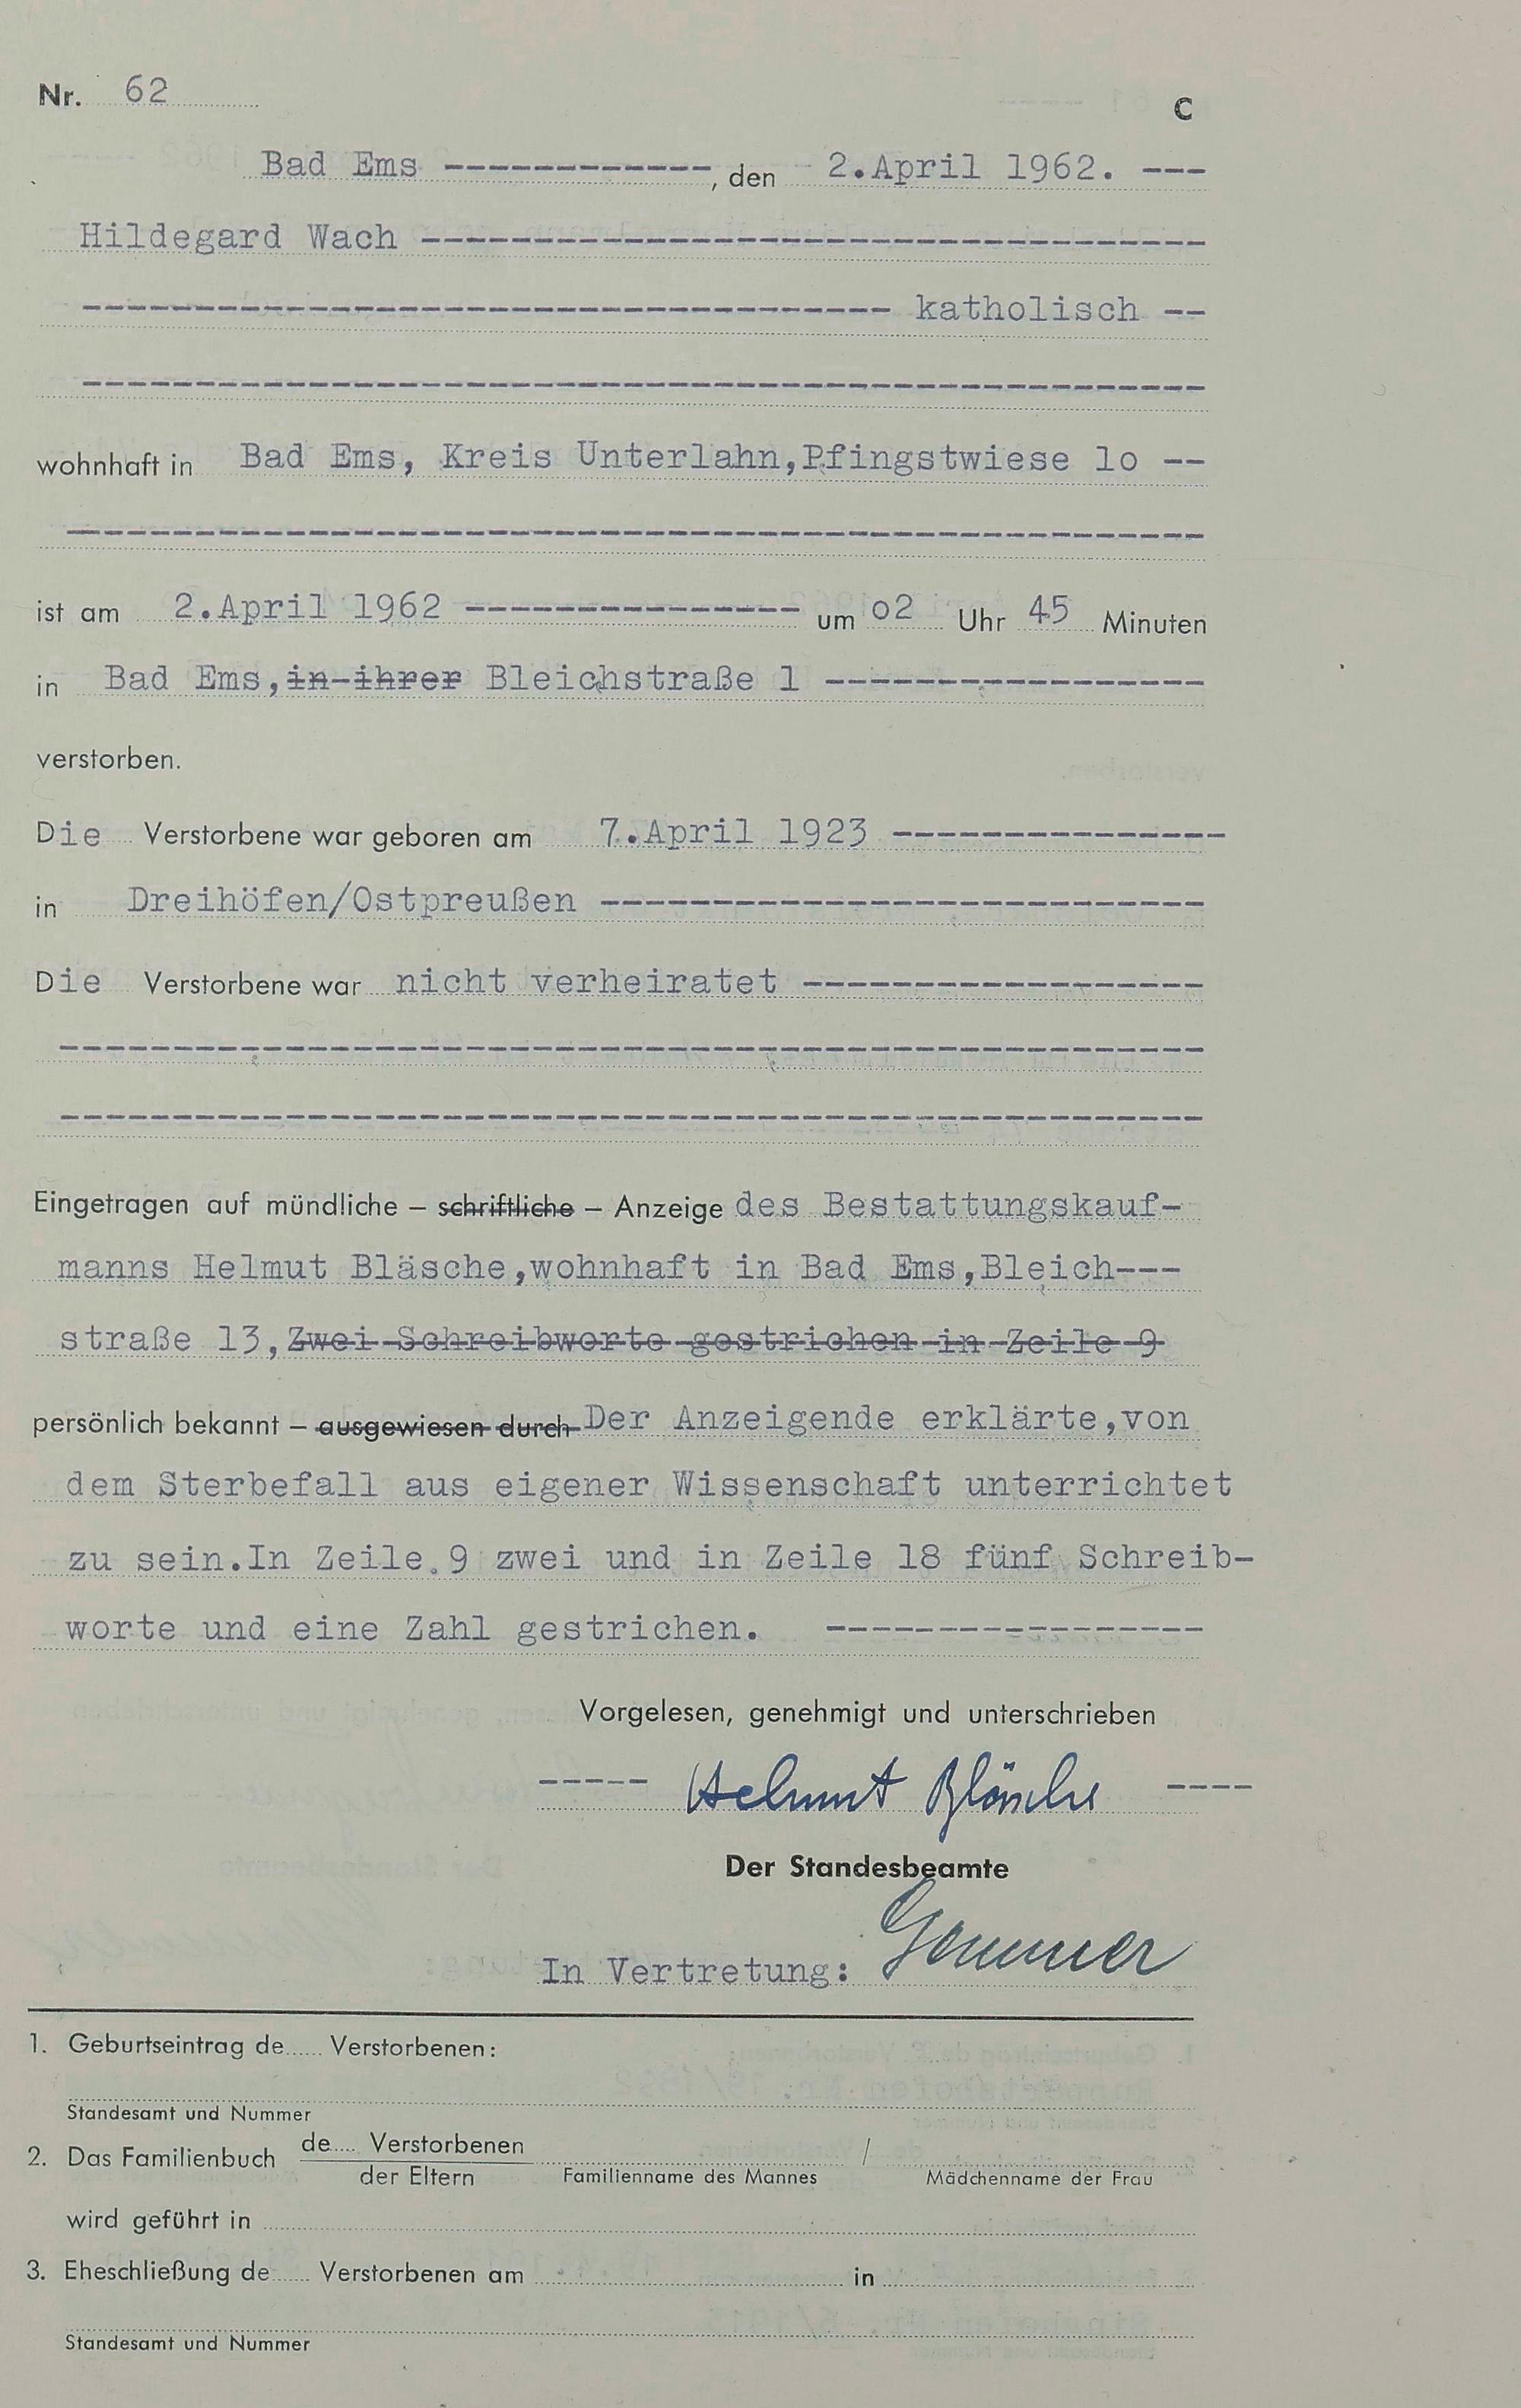 Nr. 62
C
Bad Ems -------------, den 2.April 1962. ---
Hildegard Wach -----------------------------------
------------------------------------ katholisch --
--------------------------------------------------
wohnhaft in Bad Ems, Kreis Unterlahn,Pfingstwiese lo --
---------------------------------------------------
ist am 2.April 1962 --------------- um o2 Uhr 45 Minuten
in Bad Ems,in ihrer Bleichstraße 1 -----------------
verstorben.
Die Verstorbene war geboren am 7.April 1923 ---------------
in Dreihöfen/Ostpreußen ---------------------------
Die Verstorbene war nicht verheiratet ------------------
---------------------------------------------------
---------------------------------------------------
Eingetragen auf mündliche – schriftliche – Anzeige des Bestattungskauf-
manns Helmut Bläsche,wohnhaft in Bad Ems,Bleich---
straße 13,Zwei Schreibworte gestrichen in Zeile 9
persönlich bekannt – ausgewiesen durch Der Anzeigende erklärte,von
dem Sterbefall aus eigener Wissenschaft unterrichtet
zu sein.In Zeile 9 zwei und in Zeile 18 fünf Schreib-
worte und eine Zahl gestrichen. -----------------
Vorgelesen, genehmigt und unterschrieben
----- Helmut Bläsche ----
Der Standesbeamte
In Vertretung: Gemmer
1. Geburtseintrag de...... Verstorbenen:
Standesamt und Nummer
2. Das Familienbuch de..... Verstorbenen /
der Eltern Familienname des Mannes Mädchenname der Frau
wird geführt in
3. Eheschließung de...... Verstorbenen am in
Standesamt und Nummer